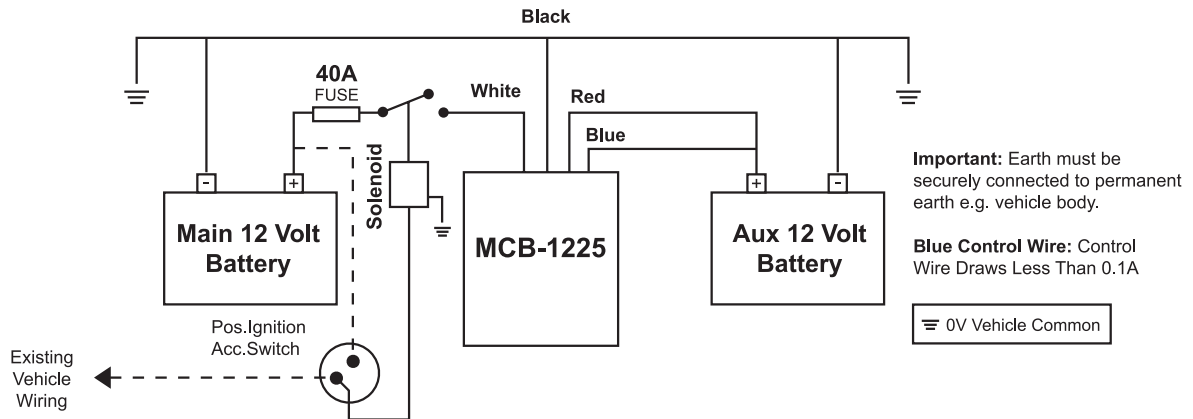 Black
40A
FUSE
White
Red
Blue
Solenoid
-
+
Main 12 Volt
Battery
MCB-1225
+
-
Aux 12 Volt
Battery
Important: Earth must be
securely connected to permanent
earth e.g. vehicle body.
Blue Control Wire: Control
Wire Draws Less Than 0.1A
0V Vehicle Common
Pos.Ignition
Acc.Switch
Existing
Vehicle
Wiring